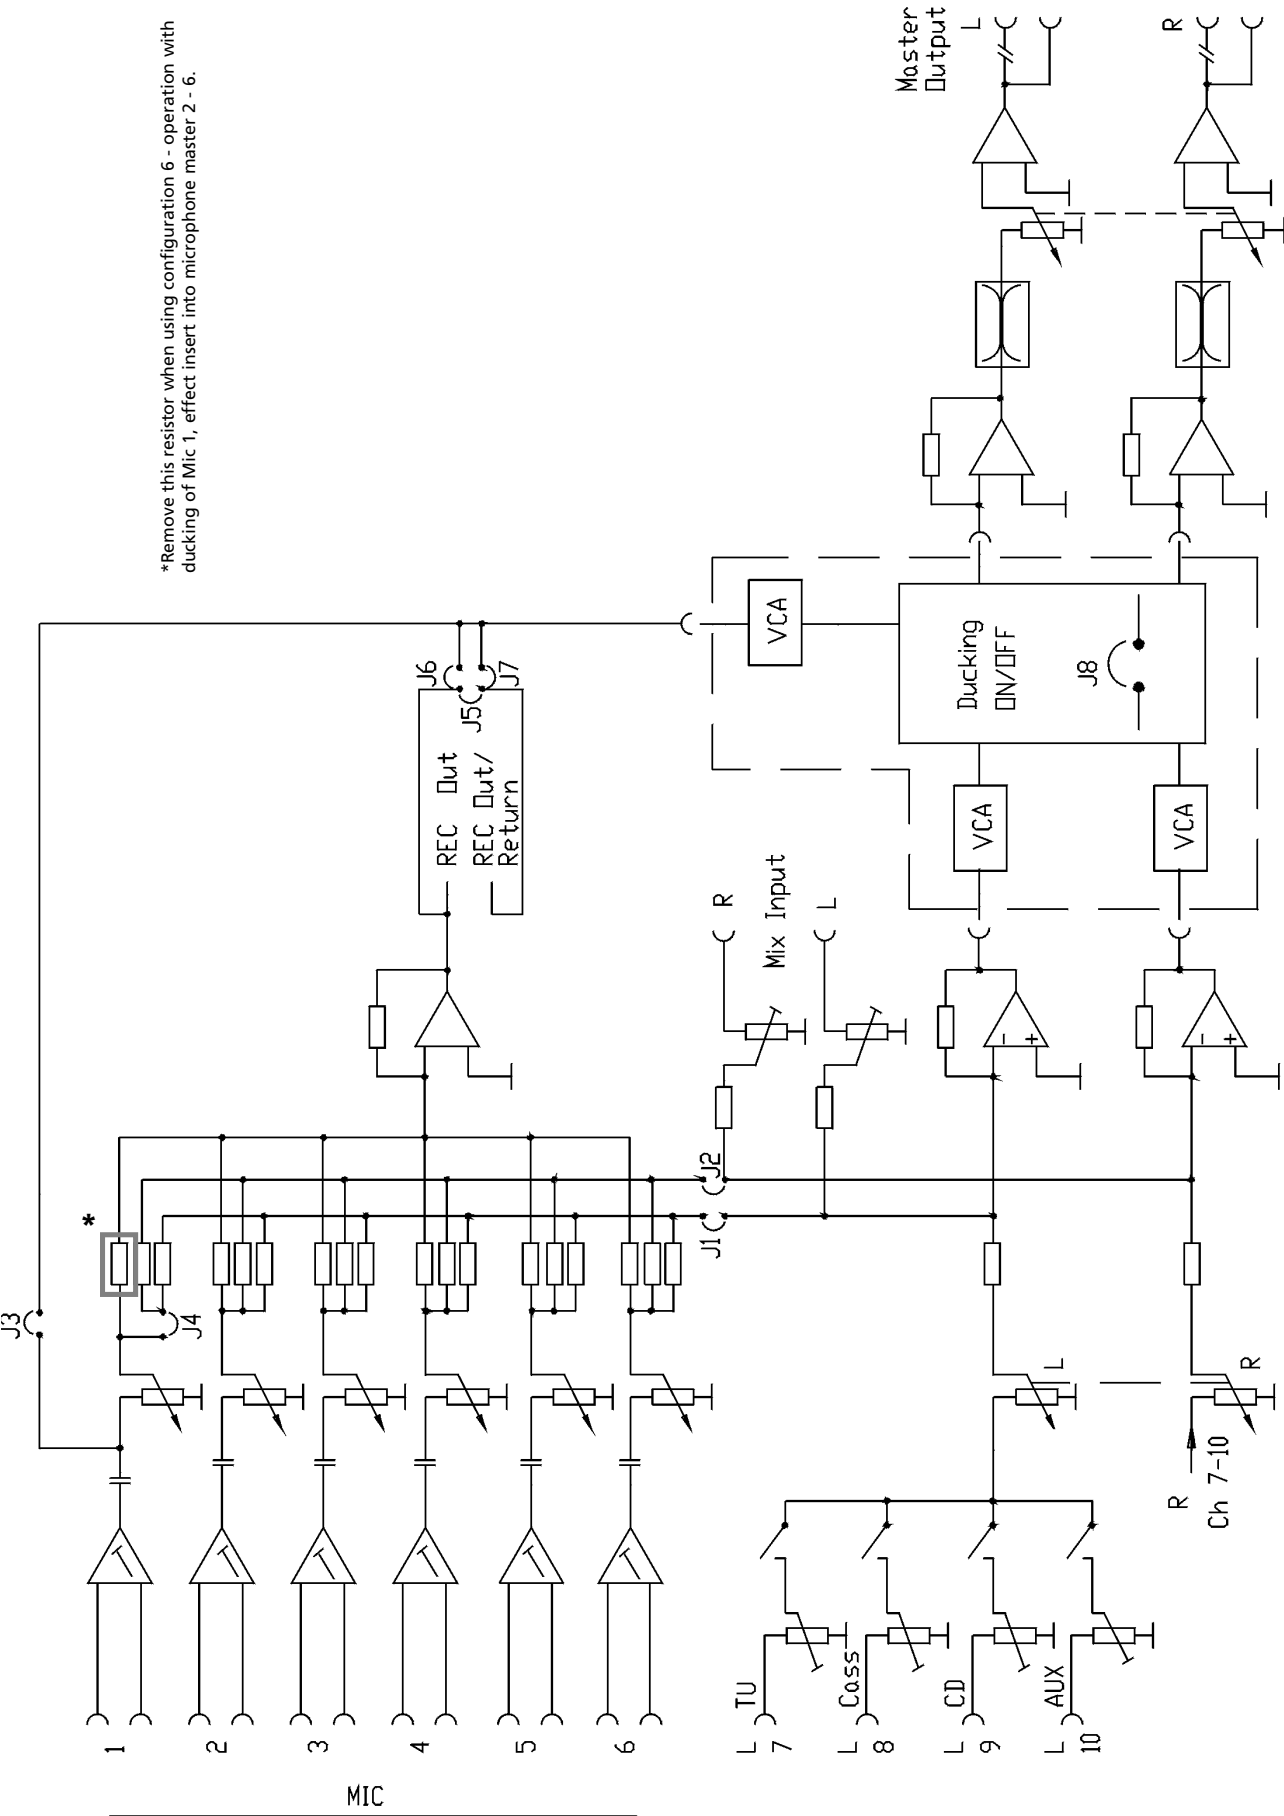 *Remove this resistor when using configuration 6 - operation with
ducking of Mic 1, effect insert into microphone master 2 - 6.
MIC
1
2
3
4
5
6
L
7
TU
L
8
Cass
L
9
CD
L
10
AUX
R
Ch 7-10
L
R
J3
*
J4
J1
J2
R
Mix Input
L
- +
- +
REC Out
REC Out/
Return
J5
J6
J7
VCA
VCA
VCA
Ducking
ON/OFF
J8
Master
Output
L
R